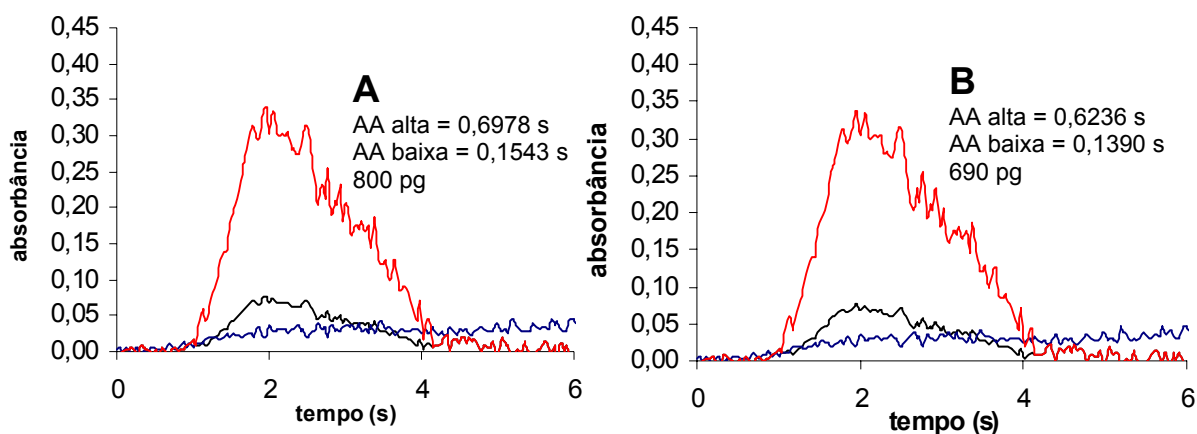 0,45
0,40
0,35
0,30
0,25
0,20
0,15
0,10
0,05
0,00
absorbância
A
AA alta = 0,6978 s
AA baixa = 0,1543 s
800 pg
0
2
4
6
tempo (s)
0,45
0,40
0,35
0,30
0,25
0,20
0,15
0,10
0,05
0,00
absorbância
B
AA alta = 0,6236 s
AA baixa = 0,1390 s
690 pg
0
2
4
6
tempo (s)